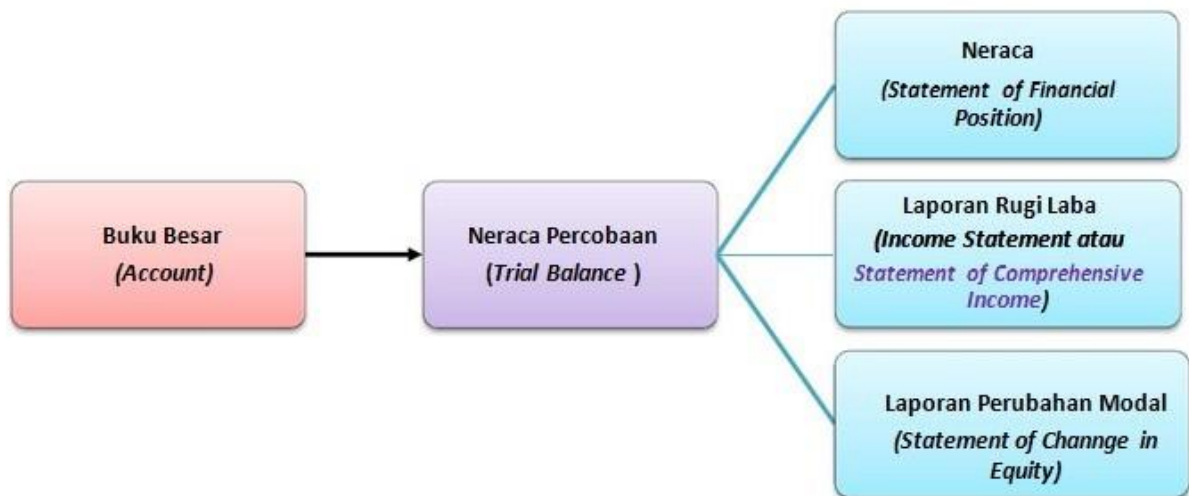 Buku Besar
(Account)
Neraca Percobaan
(Trial Balance )
Neraca
(Statement of Financial
Position)
Laporan Rugi Laba
(Income Statement atau
Statement of Comprehensive
Income)
Laporan Perubahan Modal
(Statement of Channge in
Equity)